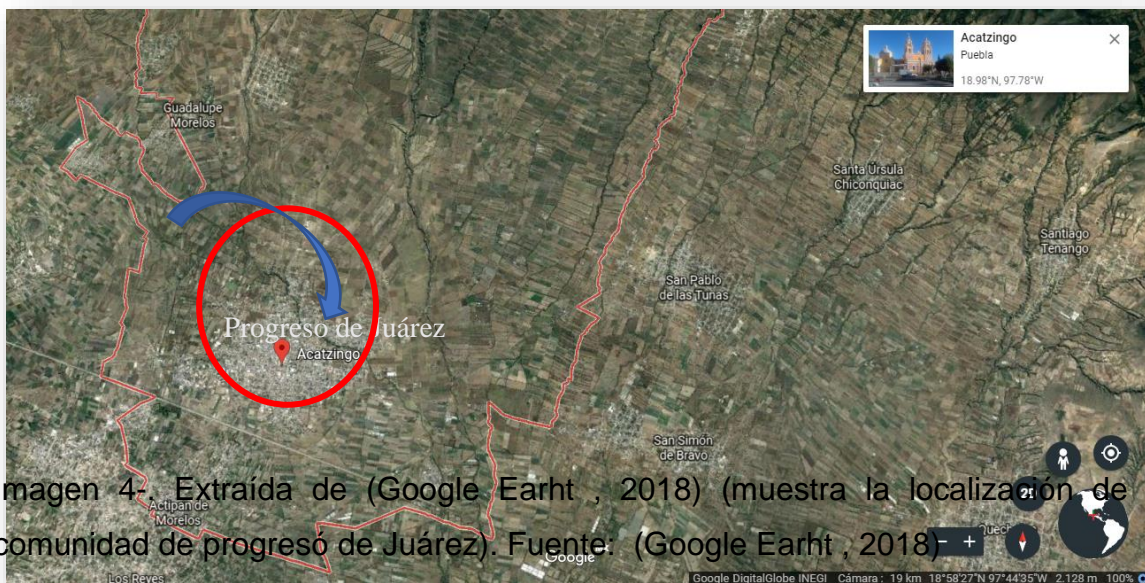 Acatzingo
Puebla
18.98°N, 97.78°W
Guadalupe
Morelos
Santa Úrsula
Chiconquiac
Santiago
Tenango
San Pablo
de las Tunas
Progreso de Juárez
Acatzingo
San Simón
de Bravo
magen 4-. Extraída de (Google Earht , 2018) (muestra la localización de
Actipan de
Morelos
2D
comunidad de progresó de Juárez). Fuente: (Google Earht , 2018)
Quech
Google
Los Reyes
Google DigitalGlobe INEGI Cámara: 19 km 18°58'27"N 97°44'35"W 2,128 m 100%